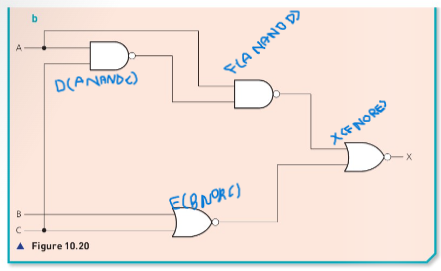 b
A
D(A NAND C)
F(A NAND D)
X(F NOR E)
X
E(B NOR C)
B
C
▲ Figure 10.20